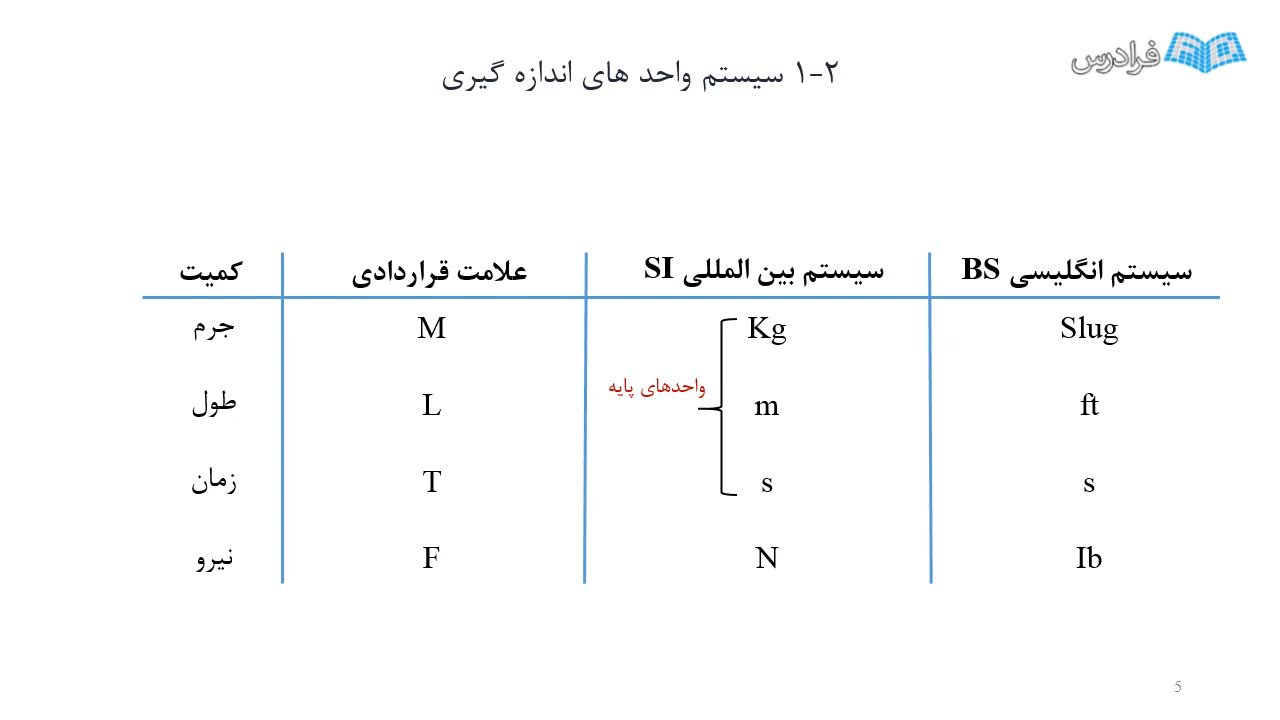 فرادرس
۱-۲ سیستم واحد های اندازه گیری
کمیت علامت قراردادی سیستم بین المللی SI سیستم انگلیسی BS
جرم M Kg Slug
واحدهای پایه
طول L m ft
زمان T s s
نیرو F N Ib
5